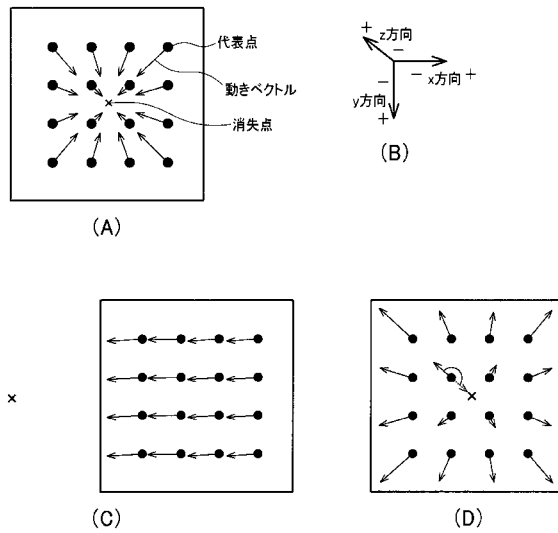 代表点
動きベクトル
消失点
(A)
+
z方向
−
−
x方向
+
−
y方向
+
(B)
×
(C)
(D)